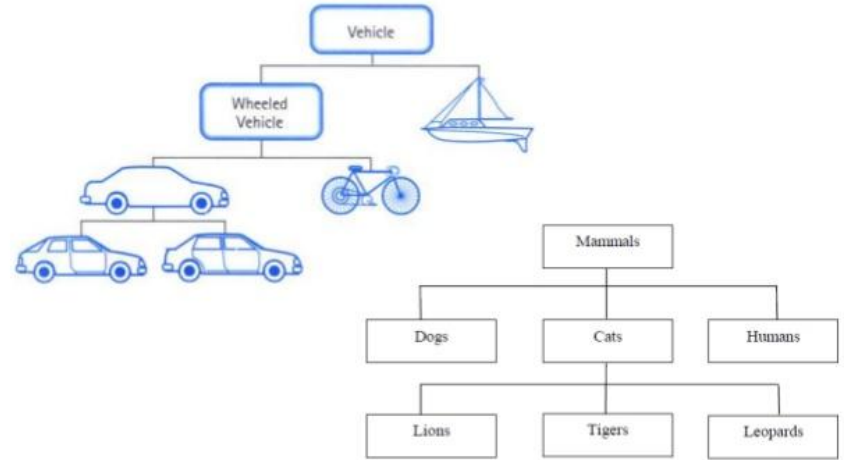 Vehicle
Wheeled
Vehicle
Mammals
Dogs
Cats
Humans
Lions
Tigers
Leopards